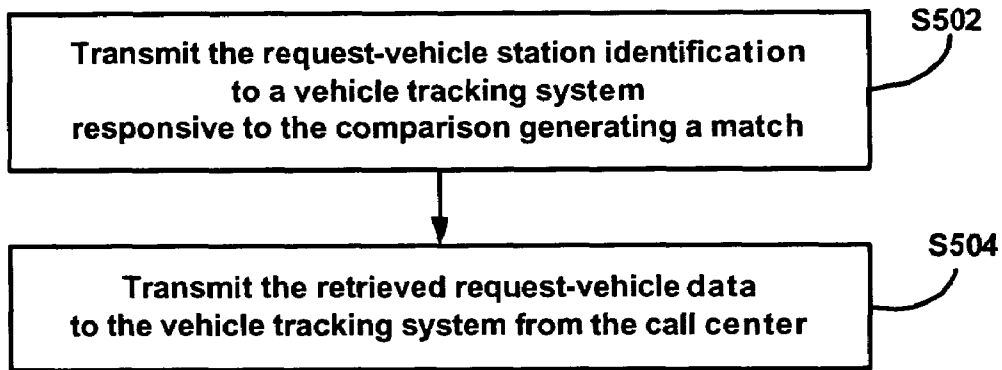 S502
Transmit the request-vehicle station identification
to a vehicle tracking system
responsive to the comparison generating a match
S504
Transmit the retrieved request-vehicle data
to the vehicle tracking system from the call center